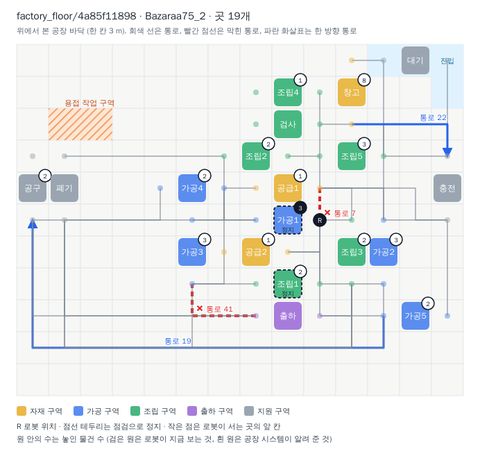 factory_floor/4a85f11898 · Bazaraa75_2 · 곳 19개
위에서 본 공장 바닥 (한 칸 3 m). 회색 선은 통로, 빨간 점선은 막힌 통로, 파란 화살표는 한 방향 통로
대기
진입
조립4
1
창고
8
용접 작업 구역
통로 22
검사
조립2
2
조립5
3
공구
2
폐기
가공4
2
공급1
1
충전
가공1
3
정지
R
✖ 통로 7
가공3
3
공급2
1
조립3
2
가공2
3
조립1
2
정지
✖ 통로 41
출하
가공5
2
통로 19
자재 구역
가공 구역
조립 구역
출하 구역
지원 구역
R 로봇 위치 · 점선 테두리는 점검으로 정지 · 작은 점은 로봇이 서는 곳의 앞 칸
원 안의 수는 놓인 물건 수 (검은 원은 로봇이 지금 보는 것, 흰 원은 공장 시스템이 알려 준 것)